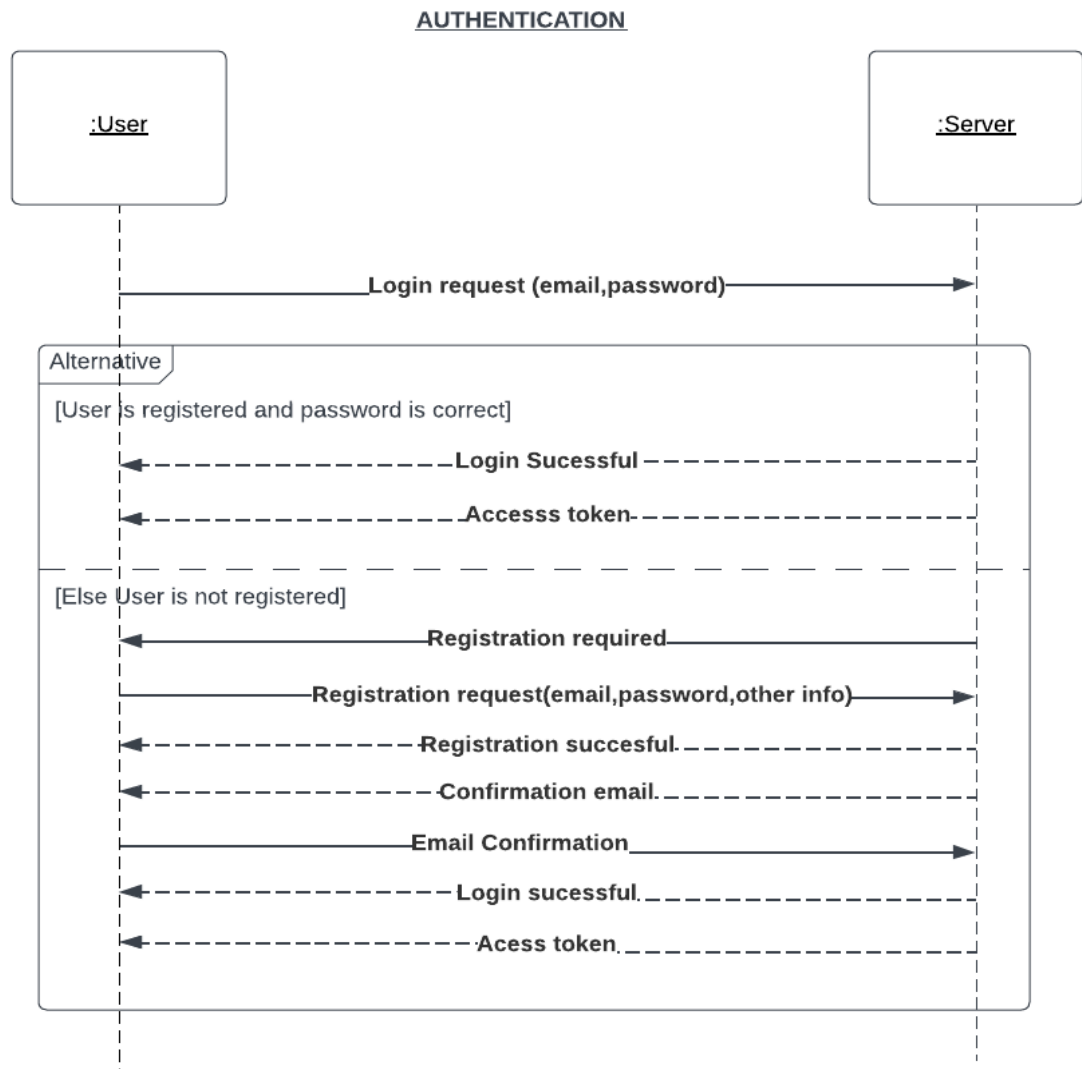 AUTHENTICATION
:User
:Server
Login request (email,password)
Alternative
[User is registered and password is correct]
Login Sucessful
Accesss token
[Else User is not registered]
Registration required
Registration request(email,password,other info)
Registration succesful
Confirmation email
Email Confirmation
Login sucessful
Acess token